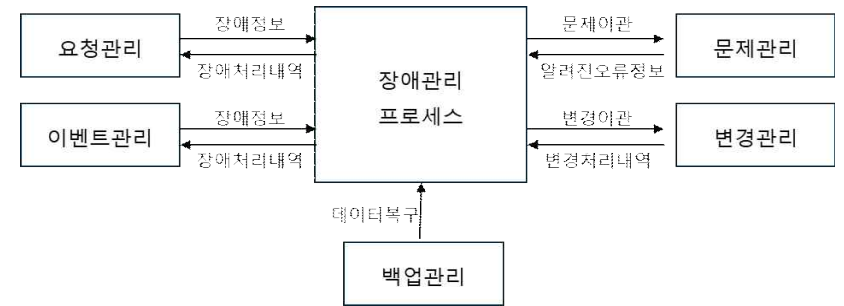 장애정보
문제이관
요청관리
문제관리
장애처리내역
알려진오류정보
장애관리
프로세스
장애정보
변경이관
이벤트관리
변경관리
장애처리내역
변경처리내역
데이터복구
백업관리